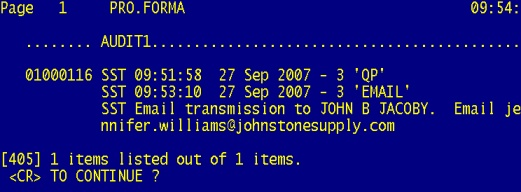 Page 1 PRO.FORMA 09:54:
........ AUDIT1..............................................
01000116 SST 09:51:58 27 Sep 2007 - 3 'QP'
SST 09:53:10 27 Sep 2007 - 3 'EMAIL'
SST Email transmission to JOHN B JACOBY. Email je
nnifer.williams@johnstonesupply.com
[405] 1 items listed out of 1 items.
<CR> TO CONTINUE ?